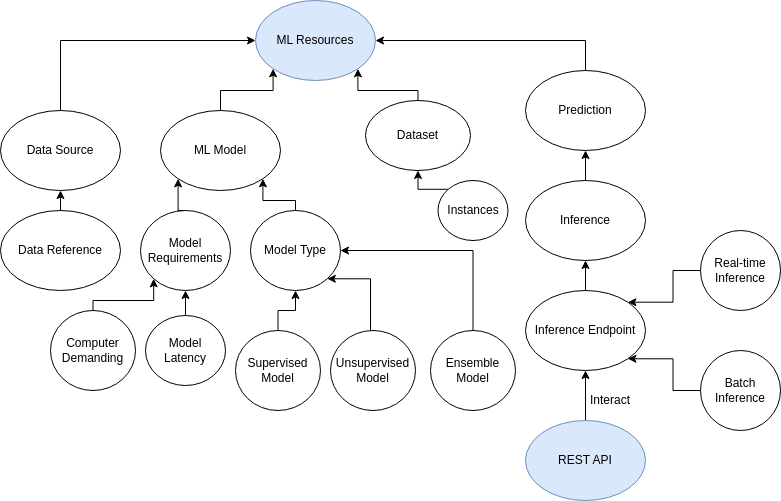 ML Resources
Prediction
Data Source
ML Model
Dataset
Instances
Inference
Data Reference
Model
Requirements
Model Type
Real-time
Inference
Inference Endpoint
Computer
Demanding
Model
Latency
Supervised
Model
Unsupervised
Model
Ensemble
Model
Batch
Inference
Interact
REST API